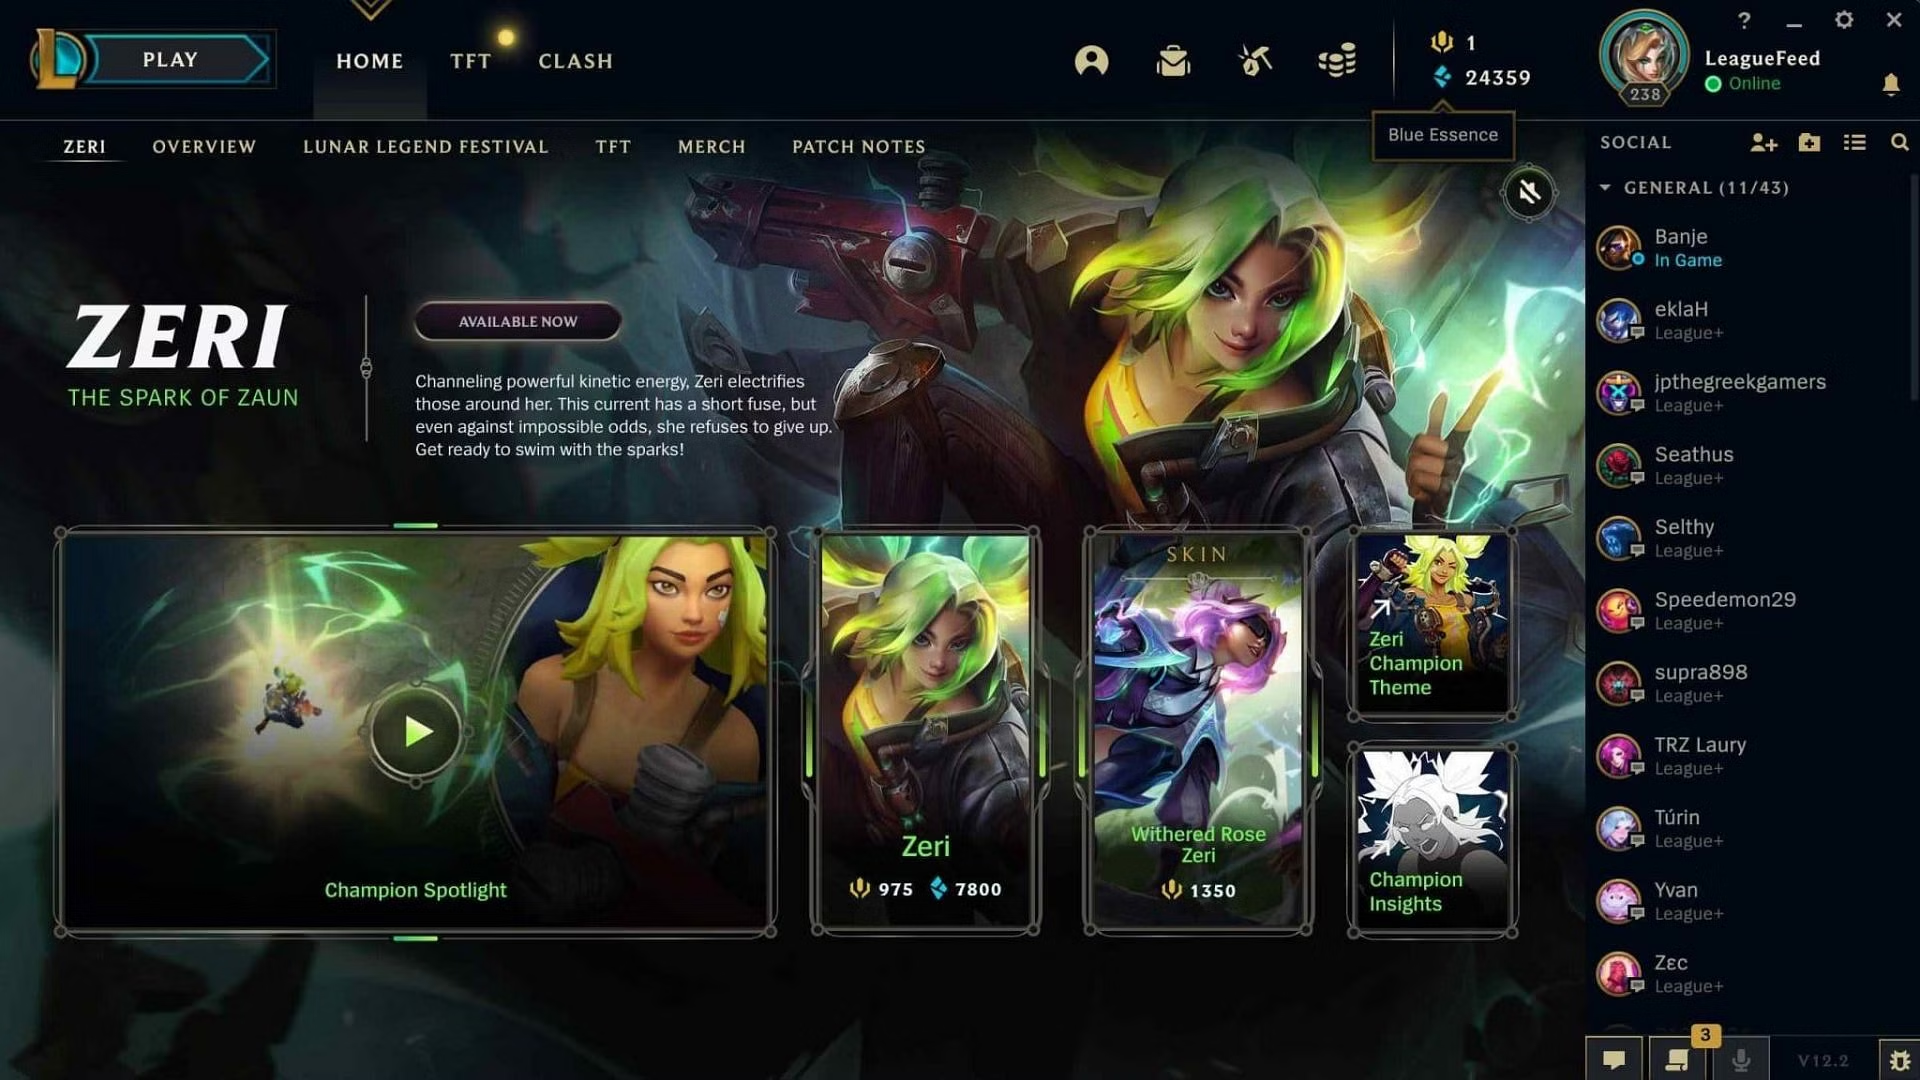 PLAY
HOME
TFT
CLASH
1
24359
Blue Essence
?
LeagueFeed
Online
238
ZERI
OVERVIEW
LUNAR LEGEND FESTIVAL
TFT
MERCH
PATCH NOTES
SOCIAL
GENERAL (11/43)
Banje
In Game
eklaH
League+
jpthegreekgamers
League+
Seathus
League+
Selthy
League+
Speedemon29
League+
supra898
League+
TRZ Laury
League+
Túrin
League+
Yvan
League+
Zεc
League+
ZERI
THE SPARK OF ZAUN
AVAILABLE NOW
Channeling powerful kinetic energy, Zeri electrifies
those around her. This current has a short fuse, but
even against impossible odds, she refuses to give up.
Get ready to swim with the sparks!
Champion Spotlight
Zeri
975 7800
SKIN
Withered Rose
Zeri
1350
Zeri
Champion
Theme
Champion
Insights
3
V12.2